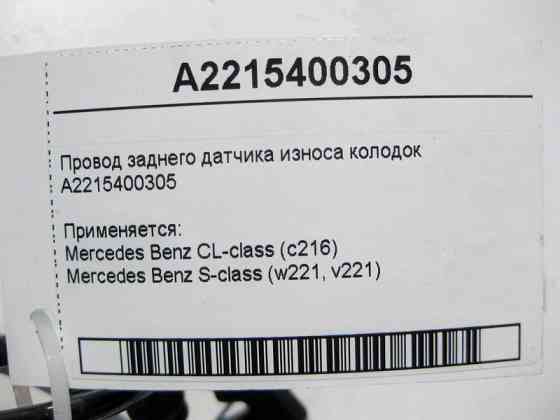 A2215400305
Провод заднего датчика износа колодок
A2215400305
Применяется:
Mercedes Benz CL-class (c216)
Mercedes Benz S-class (w221, v221)